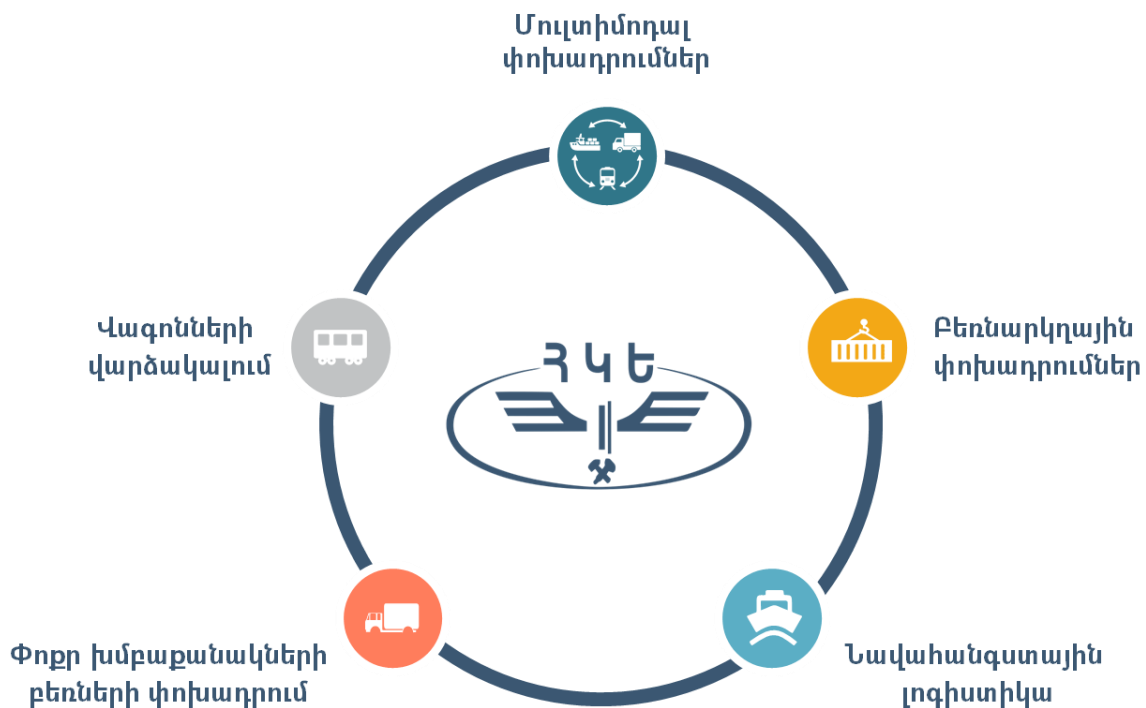 Մուլտիմոդալ
փոխադրումներ
Վագոնների
վարձակալում
ՀԿԵ
Բեռնարկղային
փոխադրումներ
Փոքր խմբաքանակների
բեռների փոխադրում
Նավահանգստային
լոգիստիկա